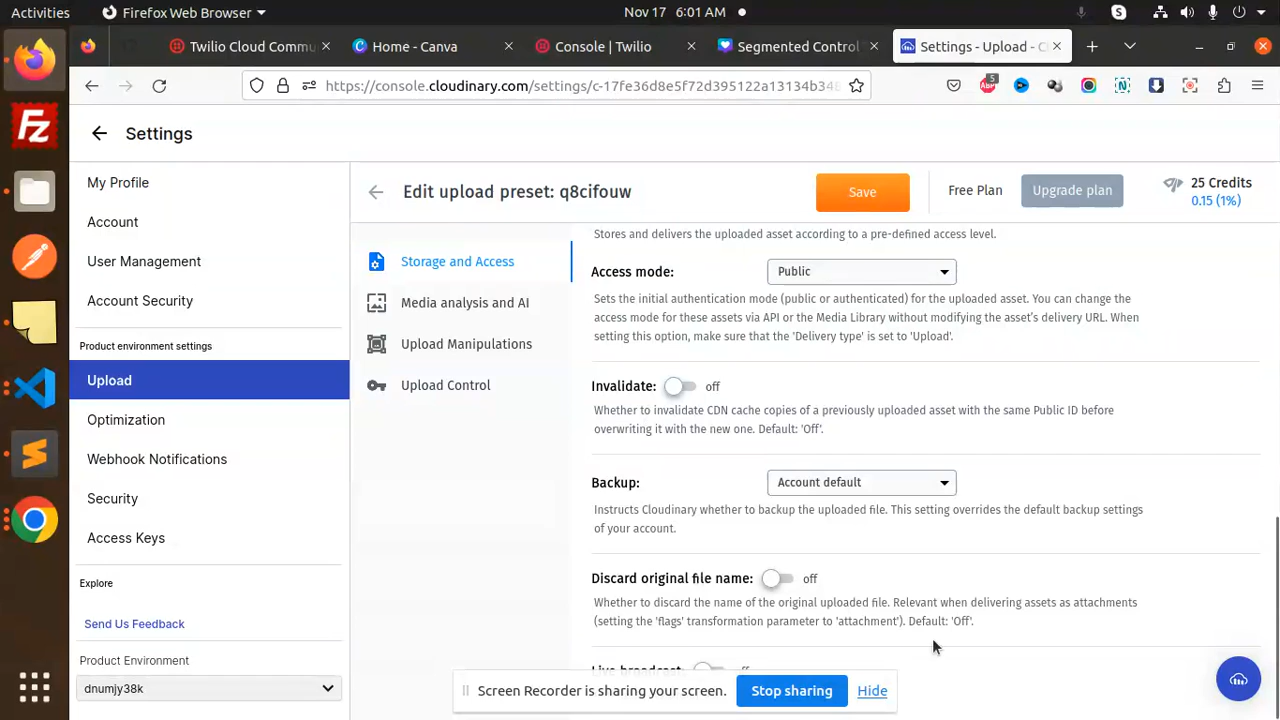 Activities
Firefox Web Browser
Nov 17 6:01 AM
Twilio Cloud Commu
Home - Canva
Console | Twilio
Segmented Control
Settings - Upload - C
https://console.cloudinary.com/settings/c-17fe36d8e5f72d395122a13134b348
5
Settings
My Profile
Account
User Management
Account Security
Product environment settings
Upload
Optimization
Webhook Notifications
Security
Access Keys
Explore
Send Us Feedback
Product Environment
dnumjy38k
Edit upload preset: q8cifouw
Save
Free Plan
Upgrade plan
25 Credits
0.15 (1%)
Storage and Access
Media analysis and AI
Upload Manipulations
Upload Control
Stores and delivers the uploaded asset according to a pre-defined access level.
Access mode:
Public
Sets the initial authentication mode (public or authenticated) for the uploaded asset. You can change the
access mode for these assets via API or the Media Library without modifying the asset's delivery URL. When
setting this option, make sure that the 'Delivery type' is set to 'Upload'.
Invalidate:
off
Whether to invalidate CDN cache copies of a previously uploaded asset with the same Public ID before
overwriting it with the new one. Default: 'Off'.
Backup:
Account default
Instructs Cloudinary whether to backup the uploaded file. This setting overrides the default backup settings
of your account.
Discard original file name:
off
Whether to discard the name of the original uploaded file. Relevant when delivering assets as attachments
(setting the 'flags' transformation parameter to 'attachment'). Default: 'Off'.
Live broadcast:
off
Screen Recorder is sharing your screen.
Stop sharing
Hide